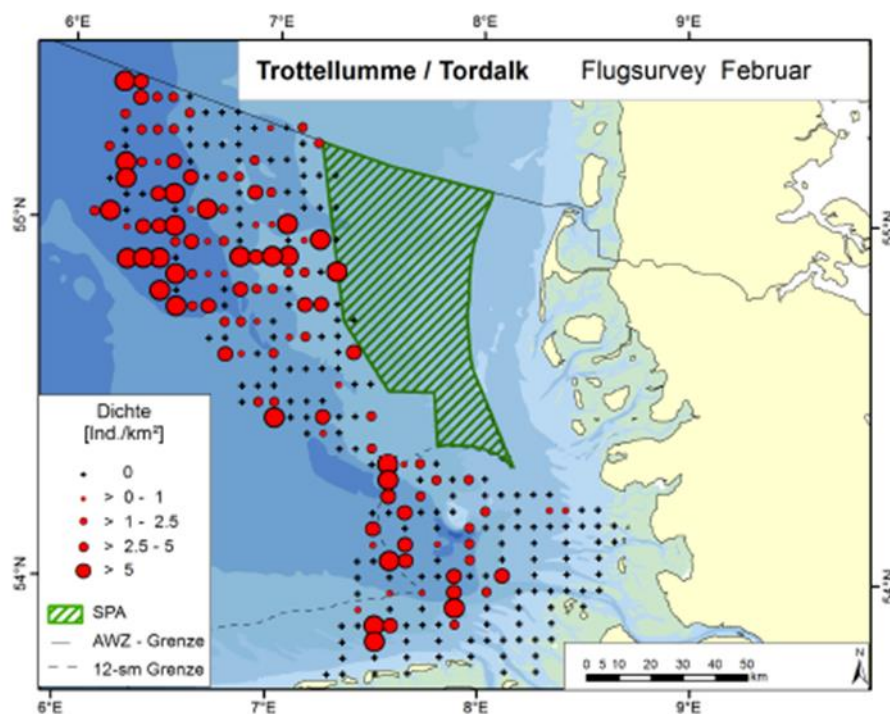 6°E 7°E 8°E 9°E
Trottellumme / Tordalk Flugsurvey Februar
55°N 55°N
Dichte
[Ind./km²]
0
> 0 - 1
> 1 - 2.5
> 2.5 - 5
> 5
SPA
AWZ - Grenze
12-sm Grenze
54°N 54°N
N
0 5 10 20 30 40 50
km
6°E 7°E 8°E 9°E